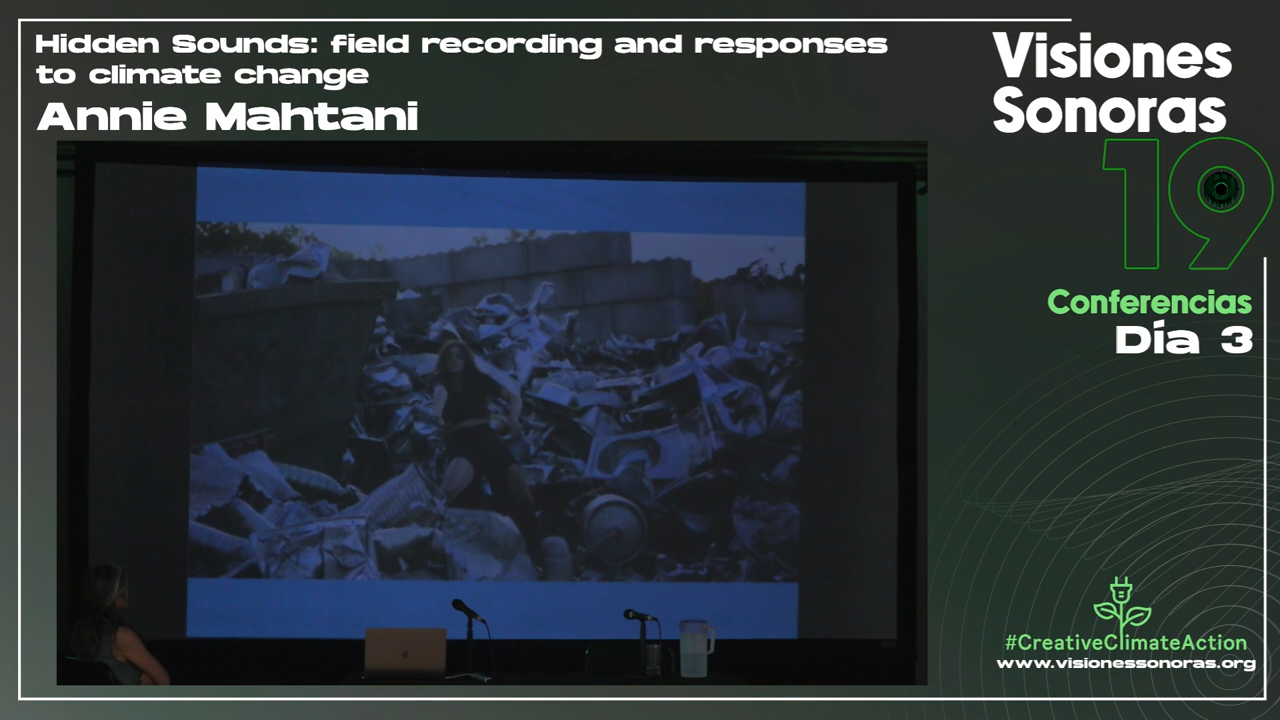 Hidden Sounds: field recording and responses
to climate change
Annie Mahtani
Visiones
Sonoras
19
Conferencias
Día 3
#CreativeClimateAction
www.visionessonoras.org